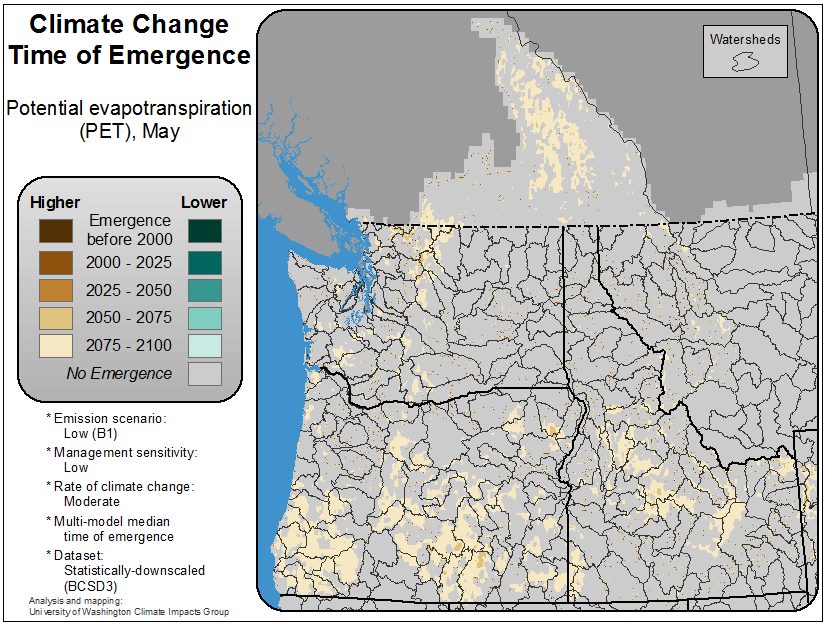 Climate Change
Time of Emergence
Potential evapotranspiration
(PET), May
Higher
Lower
Emergence
before 2000
2000 - 2025
2025 - 2050
2050 - 2075
2075 - 2100
No Emergence
* Emission scenario:
Low (B1)
* Management sensitivity:
Low
* Rate of climate change:
Moderate
* Multi-model median
time of emergence
* Dataset:
Statistically-downscaled
(BCSD3)
Analysis and mapping:
University of Washington Climate Impacts Group
Watersheds